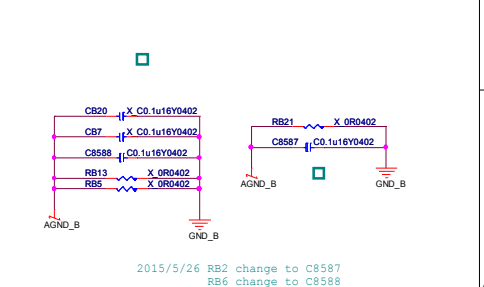 CB20 X_C0.1u16Y0402
CB7 X_C0.1u16Y0402
C8588 C0.1u16Y0402
RB13 X_0R0402
RB5 X_0R0402
AGND_B
GND_B
RB21 X_0R0402
C8587 C0.1u16Y0402
AGND_B
GND_B
2015/5/26 RB2 change to C8587
RB6 change to C8588